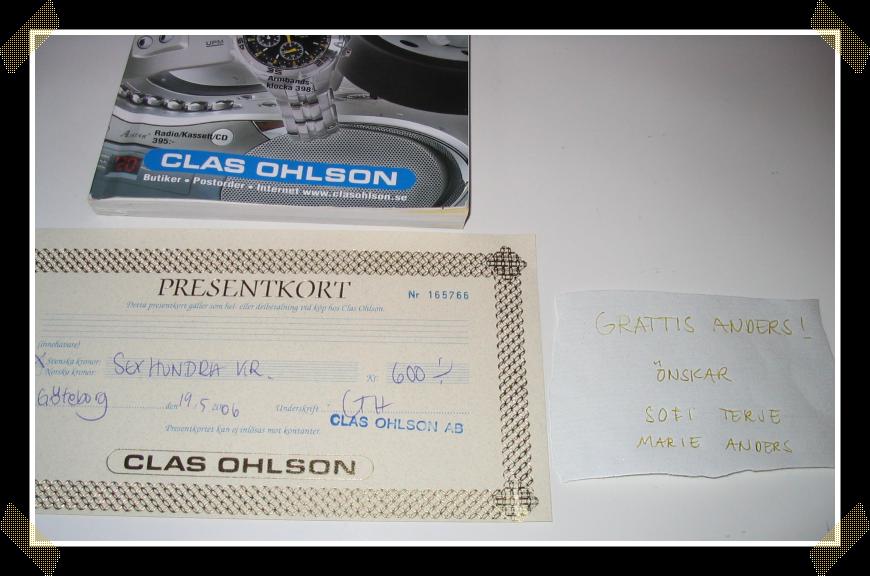 UPM
Armbands-
klocka 398:-
Radio/Kassett/CD
395:-
CLAS OHLSON
Butiker • Postorder • Internet www.clasohlson.se
PRESENTKORT
Nr 165766
Detta presentkort gäller som hel- eller delbetalning vid köp hos Clas Ohlson.
(innehavare)
X Svenska kronor:
Norska kronor:
SEXHUNDRA KR.
Kr 600:-
Göteborg den 19.5 2006 Underskrift
CLAS OHLSON AB
Presentkortet kan ej inlösas mot kontanter.
CLAS OHLSON
GRATTIS ANDERS!
ÖNSKAR
SOFI TERJE
MARIE ANDERS